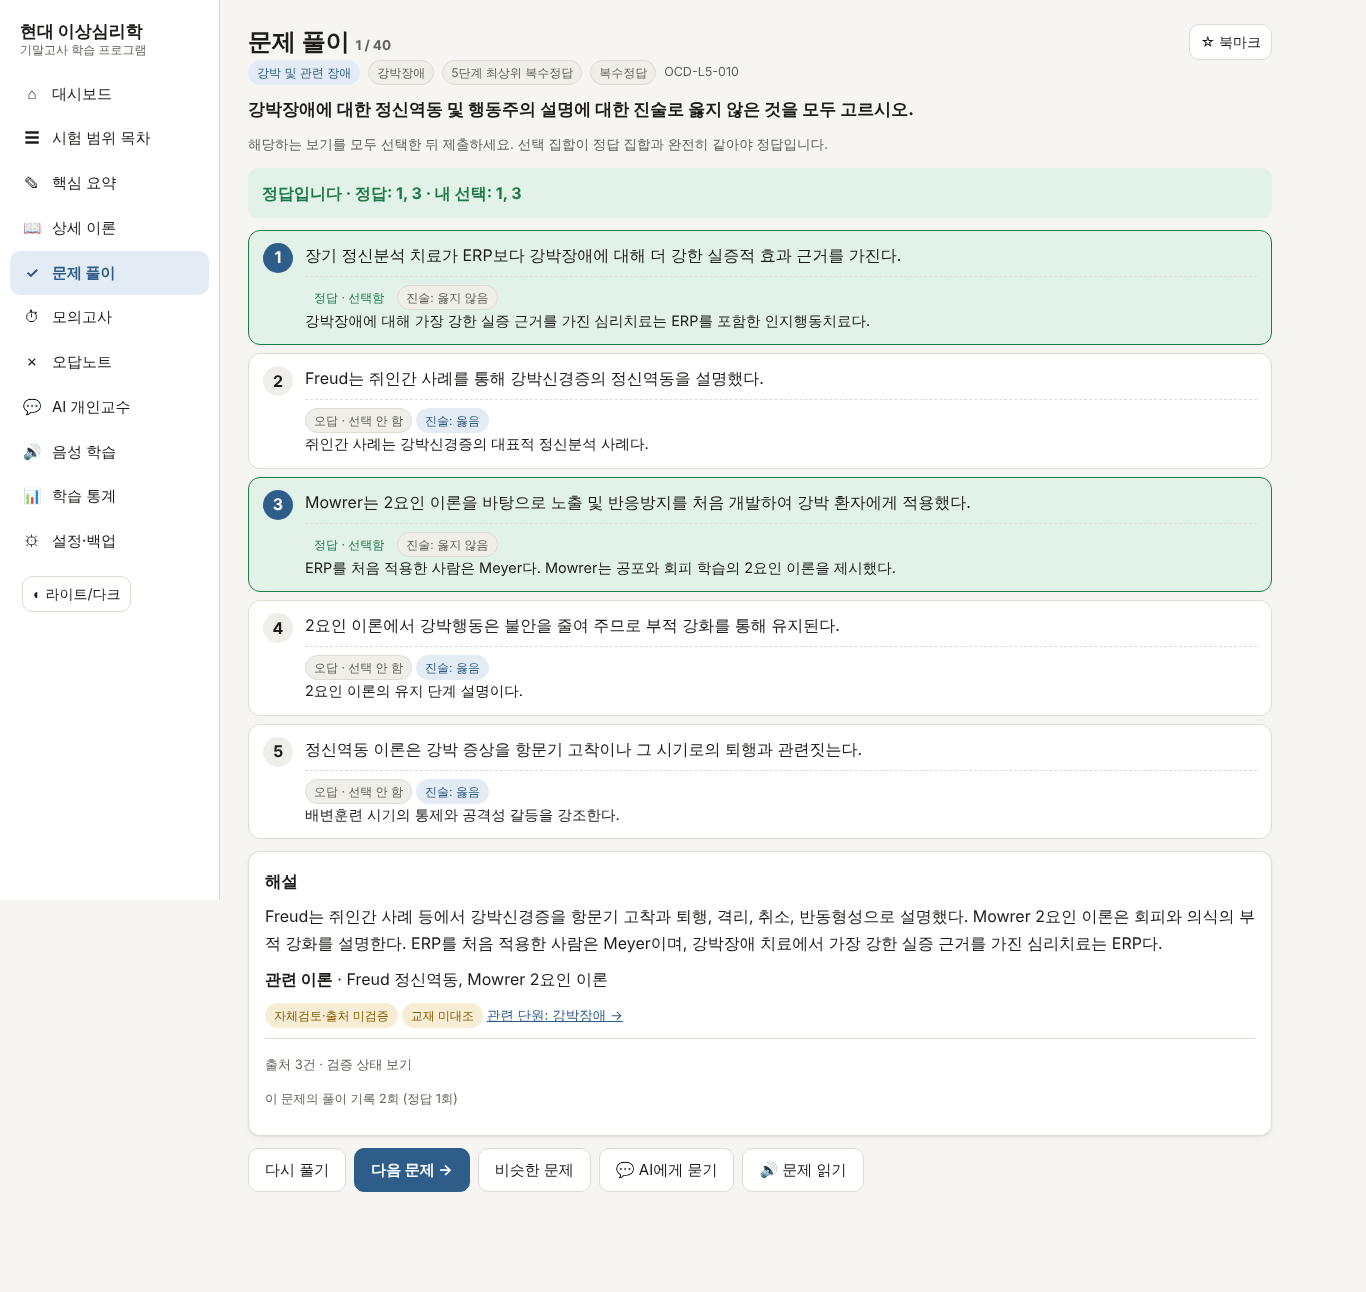 현대 이상심리학
기말고사 학습 프로그램
대시보드
시험 범위 목차
핵심 요약
상세 이론
문제 풀이
모의고사
오답노트
AI 개인교수
음성 학습
학습 통계
설정·백업
라이트/다크
문제 풀이 1 / 40
☆ 북마크
강박 및 관련 장애 강박장애 5단계 최상위 복수정답 복수정답 OCD-L5-010
강박장애에 대한 정신역동 및 행동주의 설명에 대한 진술로 옳지 않은 것을 모두 고르시오.
해당하는 보기를 모두 선택한 뒤 제출하세요. 선택 집합이 정답 집합과 완전히 같아야 정답입니다.
정답입니다 · 정답: 1, 3 · 내 선택: 1, 3
1 장기 정신분석 치료가 ERP보다 강박장애에 대해 더 강한 실증적 효과 근거를 가진다.
정답 · 선택함 진술: 옳지 않음
강박장애에 대해 가장 강한 실증 근거를 가진 심리치료는 ERP를 포함한 인지행동치료다.
2 Freud는 쥐인간 사례를 통해 강박신경증의 정신역동을 설명했다.
오답 · 선택 안 함 진술: 옳음
쥐인간 사례는 강박신경증의 대표적 정신분석 사례다.
3 Mowrer는 2요인 이론을 바탕으로 노출 및 반응방지를 처음 개발하여 강박 환자에게 적용했다.
정답 · 선택함 진술: 옳지 않음
ERP를 처음 적용한 사람은 Meyer다. Mowrer는 공포와 회피 학습의 2요인 이론을 제시했다.
4 2요인 이론에서 강박행동은 불안을 줄여 주므로 부적 강화를 통해 유지된다.
오답 · 선택 안 함 진술: 옳음
2요인 이론의 유지 단계 설명이다.
5 정신역동 이론은 강박 증상을 항문기 고착이나 그 시기로의 퇴행과 관련짓는다.
오답 · 선택 안 함 진술: 옳음
배변훈련 시기의 통제와 공격성 갈등을 강조한다.
해설
Freud는 쥐인간 사례 등에서 강박신경증을 항문기 고착과 퇴행, 격리, 취소, 반동형성으로 설명했다. Mowrer 2요인 이론은 회피와 의식의 부
적 강화를 설명한다. ERP를 처음 적용한 사람은 Meyer이며, 강박장애 치료에서 가장 강한 실증 근거를 가진 심리치료는 ERP다.
관련 이론 · Freud 정신역동, Mowrer 2요인 이론
자체검토·출처 미검증 교재 미대조 관련 단원: 강박장애 →
출처 3건 · 검증 상태 보기
이 문제의 풀이 기록 2회 (정답 1회)
다시 풀기 다음 문제 → 비슷한 문제 💬 AI에게 묻기 🔊 문제 읽기